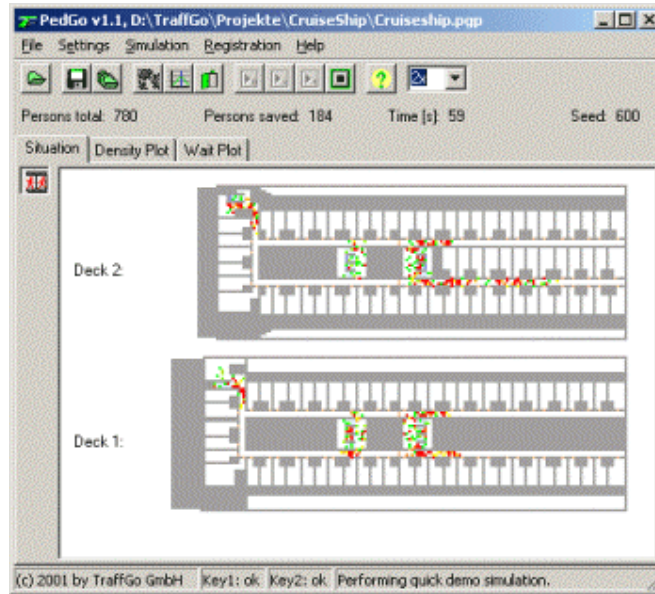 PedGo v1.1, D:\TraffGo\Projekte\CruiseShip\Cruiseship.pgp
File Settings Simulation Registration Help
2x
Persons total: 780 Persons saved: 184 Time [s]: 59 Seed: 600
Situation Density Plot Wait Plot
Deck 2:
Deck 1:
(c) 2001 by TraffGo GmbH Key1: ok Key2: ok Performing quick demo simulation.